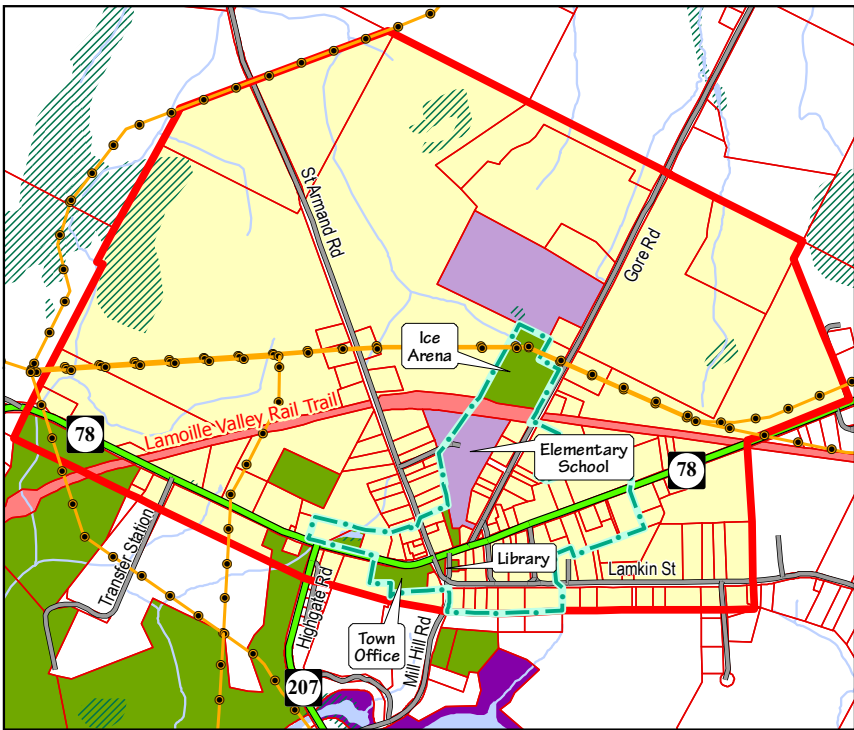 St Armand Rd
Gore Rd
Ice
Arena
Lamoille Valley Rail Trail
78
Elementary
School
78
Transfer Station
Library
Lamkin St
Highgate Rd
Town
Office
Mill Hill Rd
207